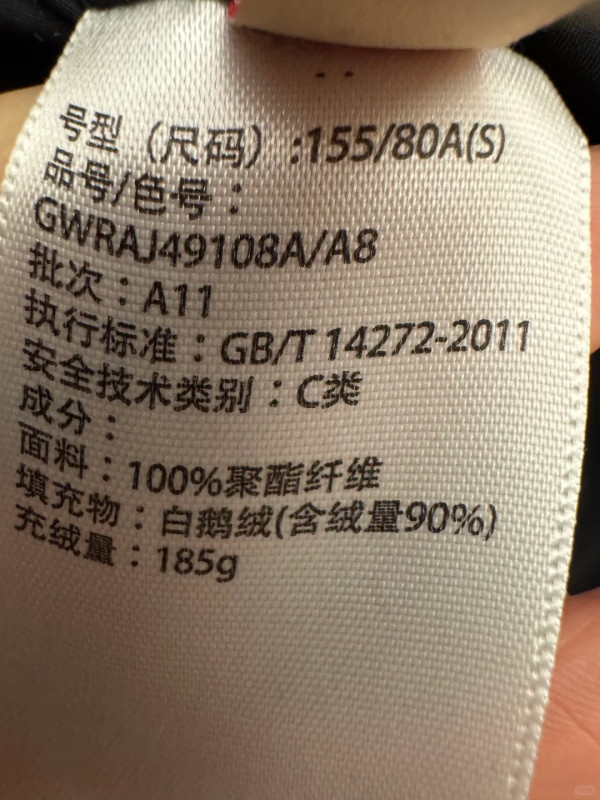 号型（尺码）:155/80A(S)
品号/色号：
GWRAJ49108A/A8
批次：A11
执行标准：GB/T 14272-2011
安全技术类别：C类
成分：
面料：100%聚酯纤维
填充物：白鹅绒(含绒量90%)
充绒量：185g